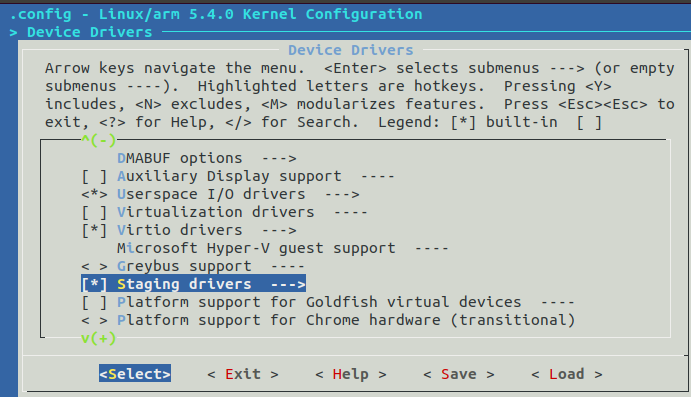 .config - Linux/arm 5.4.0 Kernel Configuration
> Device Drivers
Device Drivers
Arrow keys navigate the menu.  <Enter> selects submenus ---> (or empty
submenus ----).  Highlighted letters are hotkeys.  Pressing <Y>
includes, <N> excludes, <M> modularizes features.  Press <Esc><Esc> to
exit, <?> for Help, </> for Search.  Legend: [*] built-in  [ ]
^(-)
DMABUF options  --->
[ ] Auxiliary Display support  ----
<*> Userspace I/O drivers  --->
[ ] Virtualization drivers  ----
[*] Virtio drivers  --->
Microsoft Hyper-V guest support  ----
< > Greybus support  ----
[*] Staging drivers  --->
[ ] Platform support for Goldfish virtual devices  ----
< > Platform support for Chrome hardware (transitional)
v(+)
<Select>    < Exit >    < Help >    < Save >    < Load >